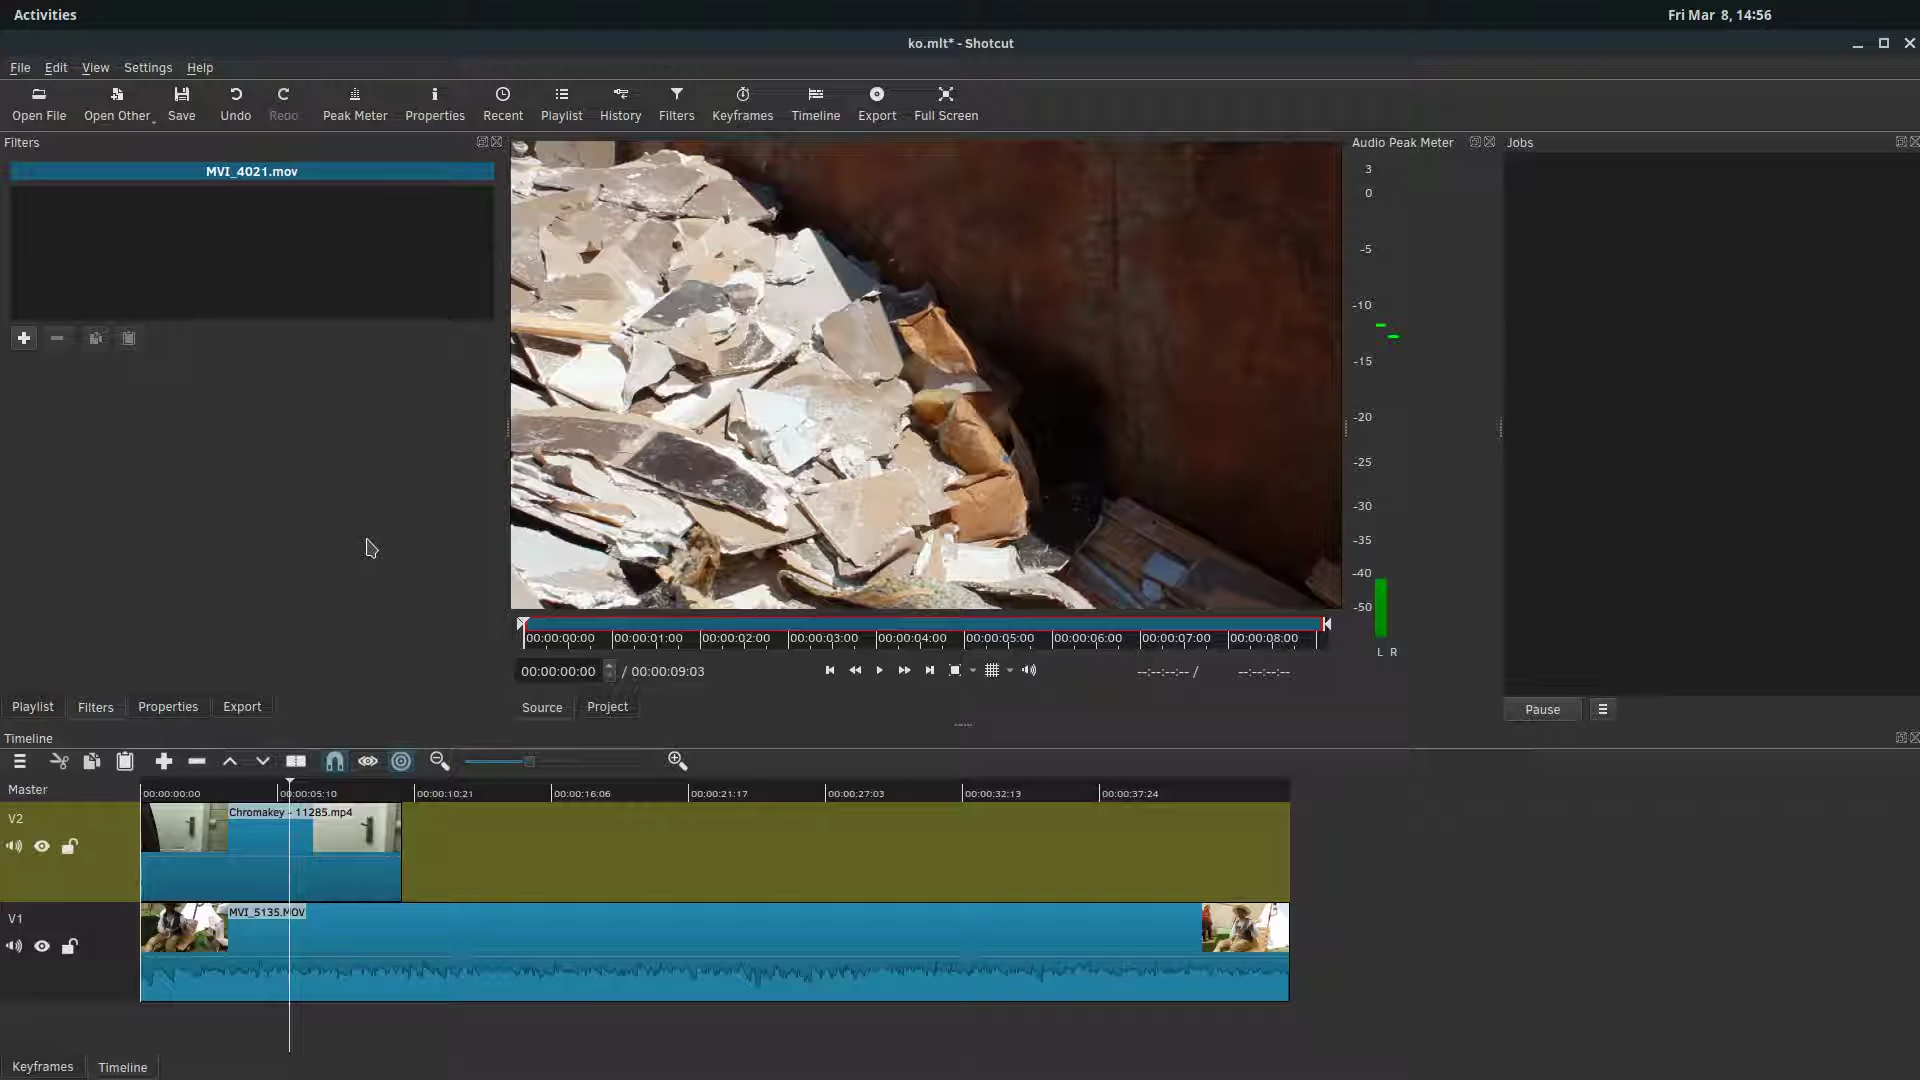 Activities
Fri Mar 8, 14:56
ko.mlt* - Shotcut
File Edit View Settings Help
Open File Open Other Save Undo Redo Peak Meter Properties Recent Playlist History Filters Keyframes Timeline Export Full Screen
Filters
MVI_4021.mov
Audio Peak Meter
3
0
-5
-10
-15
-20
-25
-30
-35
-40
-50
L R
Jobs
00:00:00:00 00:00:01:00 00:00:02:00 00:00:03:00 00:00:04:00 00:00:05:00 00:00:06:00 00:00:07:00 00:00:08:00
00:00:00:00 / 00:00:09:03
--:--:--:-- / --:--:--:--
Playlist Filters Properties Export
Source Project
Pause
Timeline
Master
00:00:00:00 00:00:05:10 00:00:10:21 00:00:16:06 00:00:21:17 00:00:27:03 00:00:32:13 00:00:37:24
V2
Chromakey - 11285.mp4
V1
MVI_5135.MOV
Keyframes Timeline